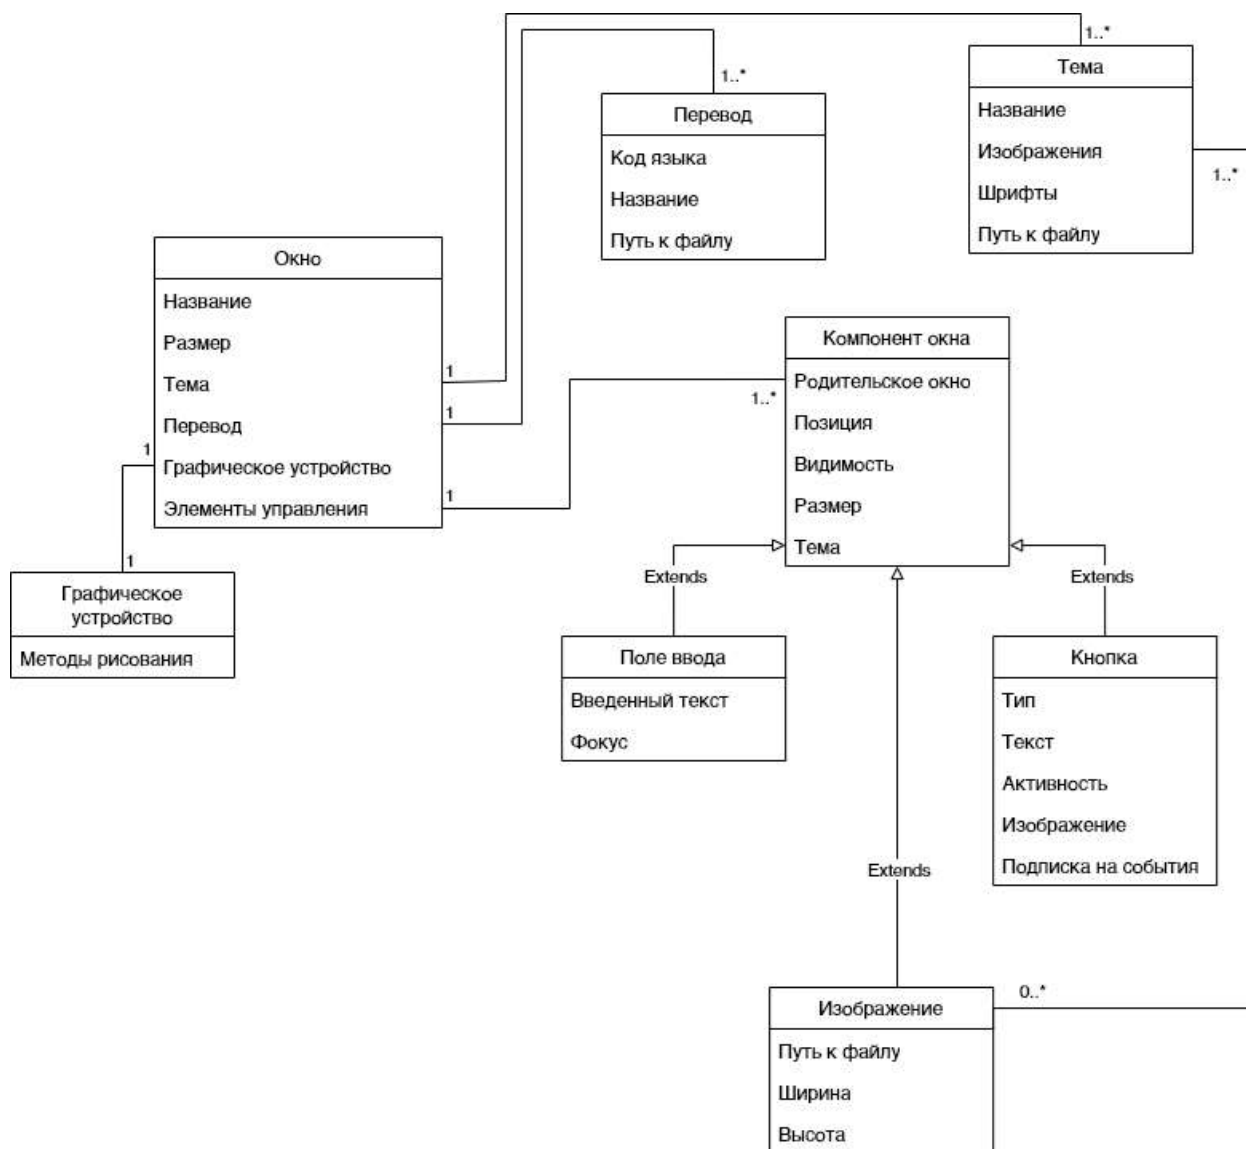 1..*
Тема
Название
Изображения
Шрифты
Путь к файлу
1..*
1..*
Перевод
Код языка
Название
Путь к файлу
Окно
Название
Размер
Тема
Перевод
Графическое устройство
Элементы управления
1
1
1
1
1
Графическое
устройство
Методы рисования
Компонент окна
Родительское окно
Позиция
Видимость
Размер
Тема
1..*
Extends
Extends
Extends
Поле ввода
Введенный текст
Фокус
Кнопка
Тип
Текст
Активность
Изображение
Подписка на события
0..*
Изображение
Путь к файлу
Ширина
Высота